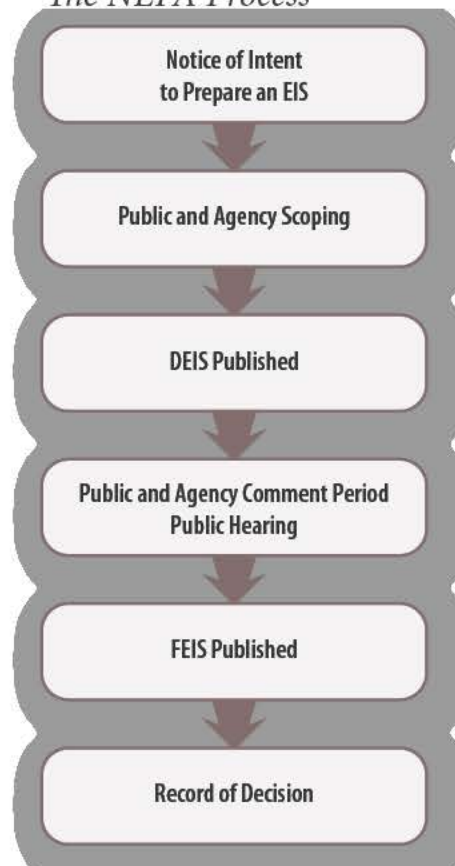 The NEPA Process
Notice of Intent
to Prepare an EIS
Public and Agency Scoping
DEIS Published
Public and Agency Comment Period
Public Hearing
FEIS Published
Record of Decision